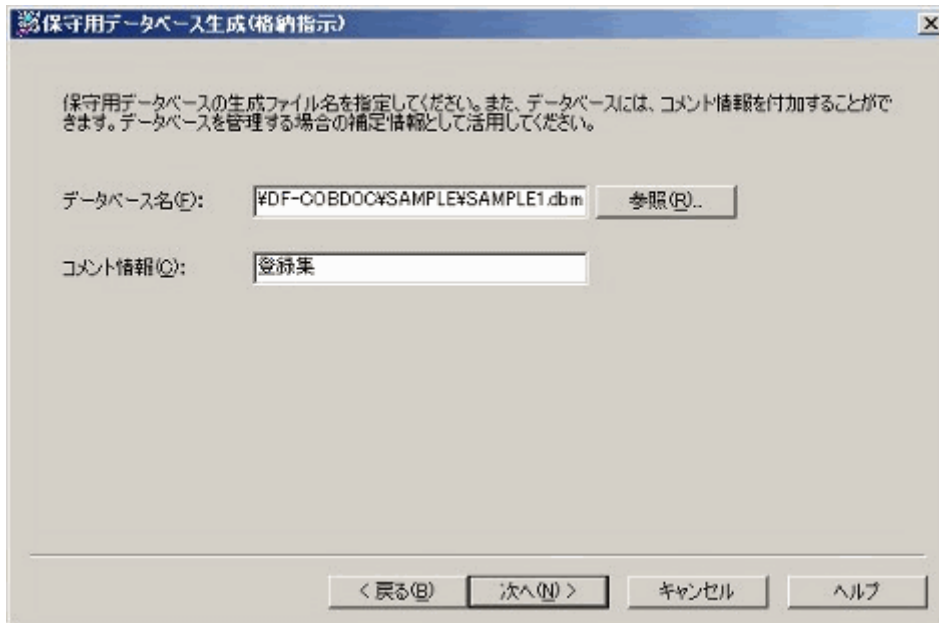 保守用データベース生成(格納指示)
保守用データベースの生成ファイル名を指定してください。また、データベースには、コメント情報を付加することがで
きます。データベースを管理する場合の補足情報として活用してください。
データベース名(F): ¥DF-COBDOC¥SAMPLE¥SAMPLE1.dbm 参照(R)..
コメント情報(C): 登録集
< 戻る(B) 次へ(N) > キャンセル ヘルプ